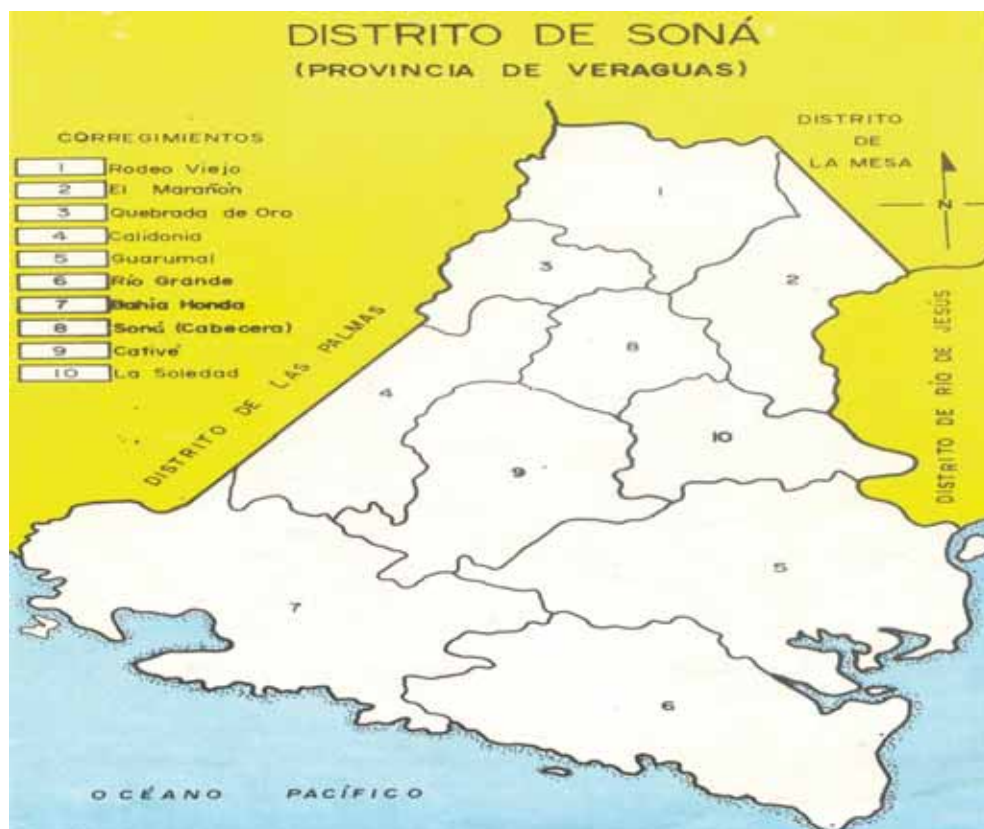 DISTRITO DE SONÁ
(PROVINCIA DE VERAGUAS)
CORREGIMIENTOS
1 Rodeo Viejo
2 El Marañón
3 Quebrada de Oro
4 Calidonia
5 Guarumal
6 Río Grande
7 Bahía Honda
8 Soná (Cabecera)
9 Cativé
10 La Soledad
DISTRITO
DE
LA MESA
N
DISTRITO DE LAS PALMAS
DISTRITO DE RÍO DE JESÚS
1
2
3
8
4
10
9
5
7
6
OCÉANO PACÍFICO